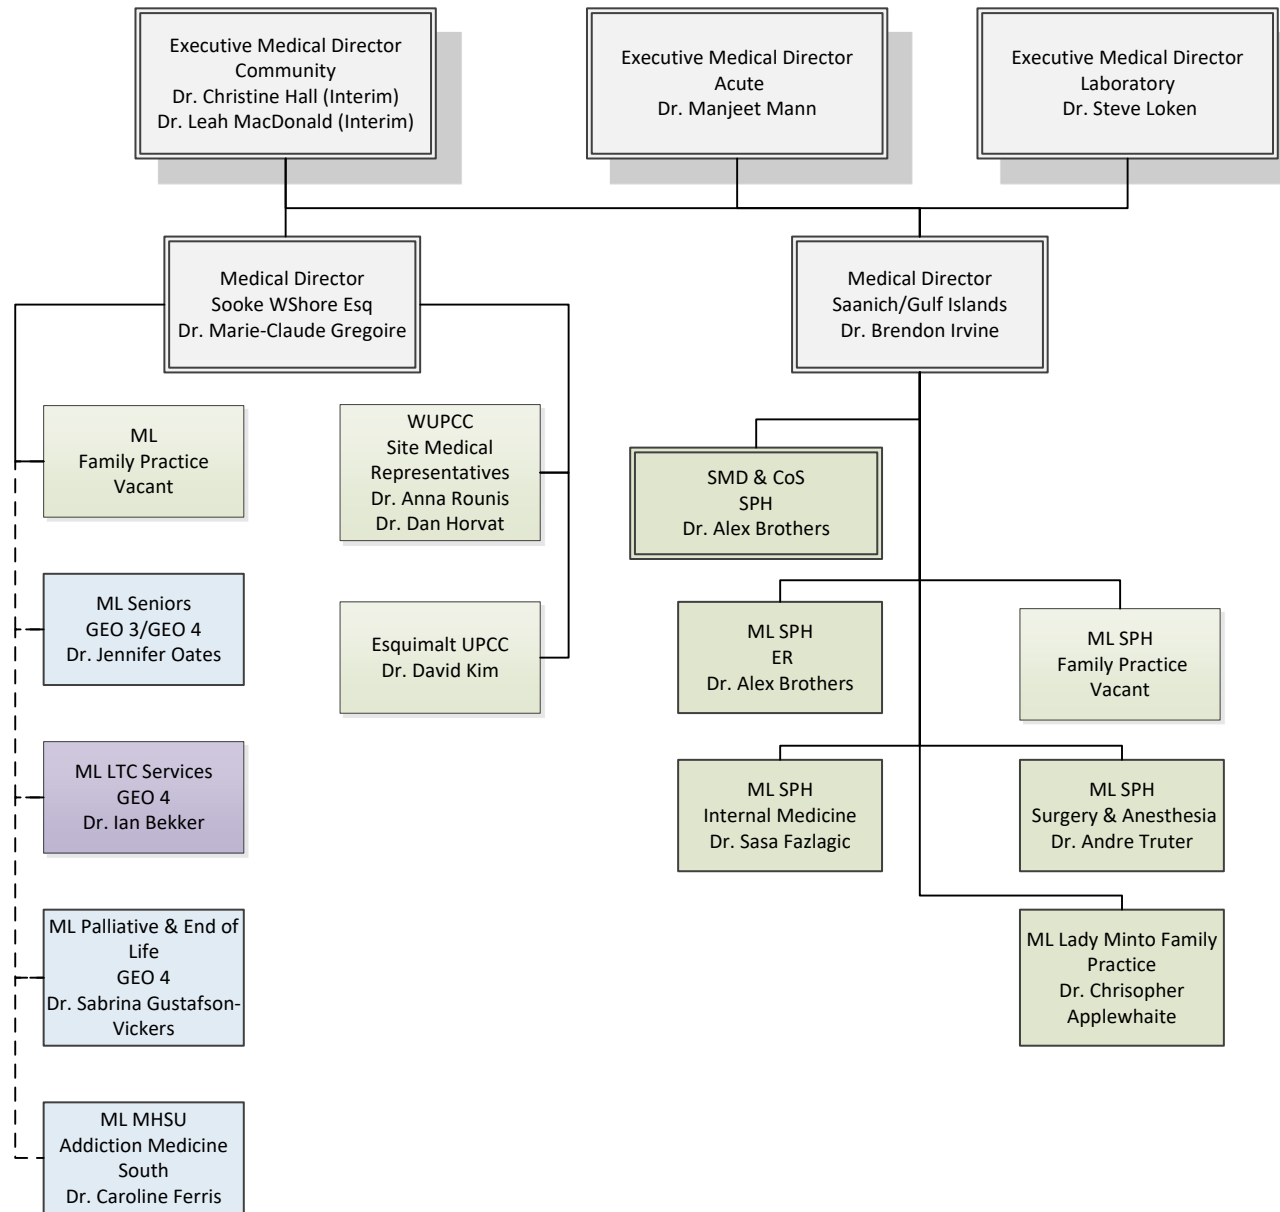 Executive Medical Director
Community
Dr. Christine Hall (Interim)
Dr. Leah MacDonald (Interim)
Executive Medical Director
Acute
Dr. Manjeet Mann
Executive Medical Director
Laboratory
Dr. Steve Loken
Medical Director
Sooke WShore Esq
Dr. Marie-Claude Gregoire
Medical Director
Saanich/Gulf Islands
Dr. Brendon Irvine
ML
Family Practice
Vacant
WUPCC
Site Medical
Representatives
Dr. Anna Rounis
Dr. Dan Horvat
SMD & CoS
SPH
Dr. Alex Brothers
ML Seniors
GEO 3/GEO 4
Dr. Jennifer Oates
Esquimalt UPCC
Dr. David Kim
ML SPH
ER
Dr. Alex Brothers
ML SPH
Family Practice
Vacant
ML LTC Services
GEO 4
Dr. Ian Bekker
ML SPH
Internal Medicine
Dr. Sasa Fazlagic
ML SPH
Surgery & Anesthesia
Dr. Andre Truter
ML Palliative & End of
Life
GEO 4
Dr. Sabrina Gustafson-
Vickers
ML Lady Minto Family
Practice
Dr. Chrisopher
Applewhaite
ML MHSU
Addiction Medicine
South
Dr. Caroline Ferris